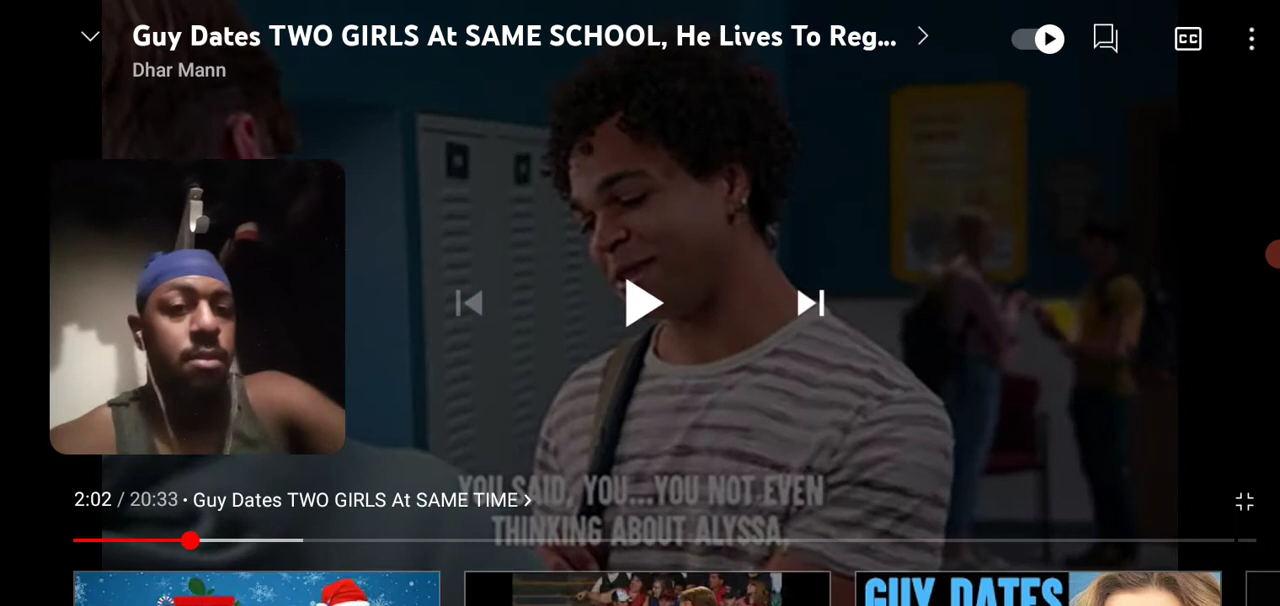 Guy Dates TWO GIRLS At SAME SCHOOL, He Lives To Reg...
Dhar Mann
CC
YOU SAID, YOU...YOU NOT EVEN
THINKING ABOUT ALYSSA,
2:02 / 20:33 · Guy Dates TWO GIRLS At SAME TIME >
GUY DATES